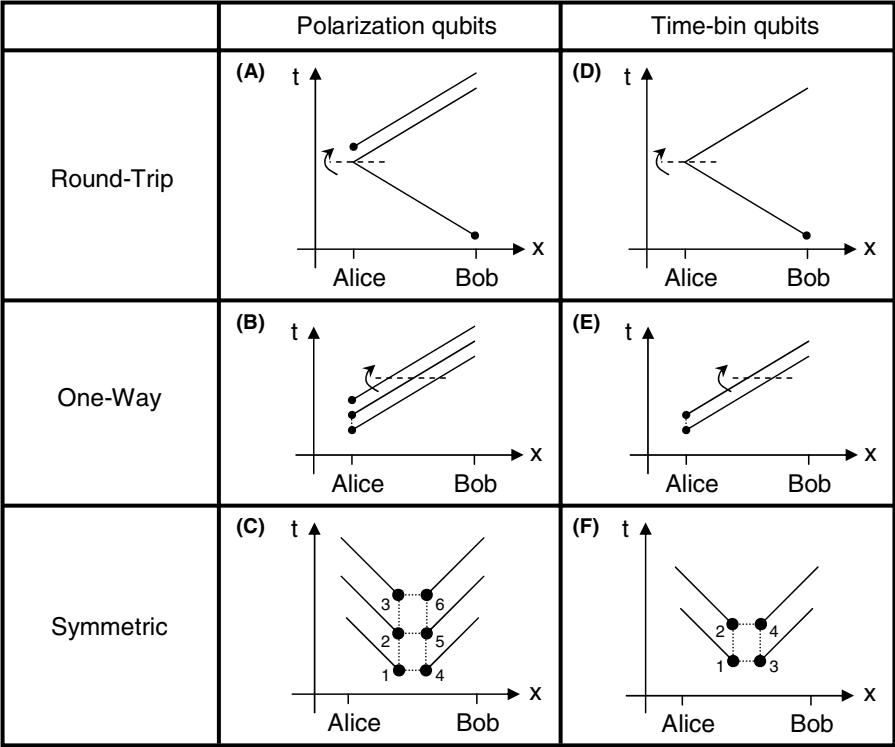 Polarization qubits
Time-bin qubits
Round-Trip
(A)
t
x
Alice
Bob
(D)
t
x
Alice
Bob
One-Way
(B)
t
x
Alice
Bob
(E)
t
x
Alice
Bob
Symmetric
(C)
t
3
6
2
5
1
4
x
Alice
Bob
(F)
t
2
4
1
3
x
Alice
Bob